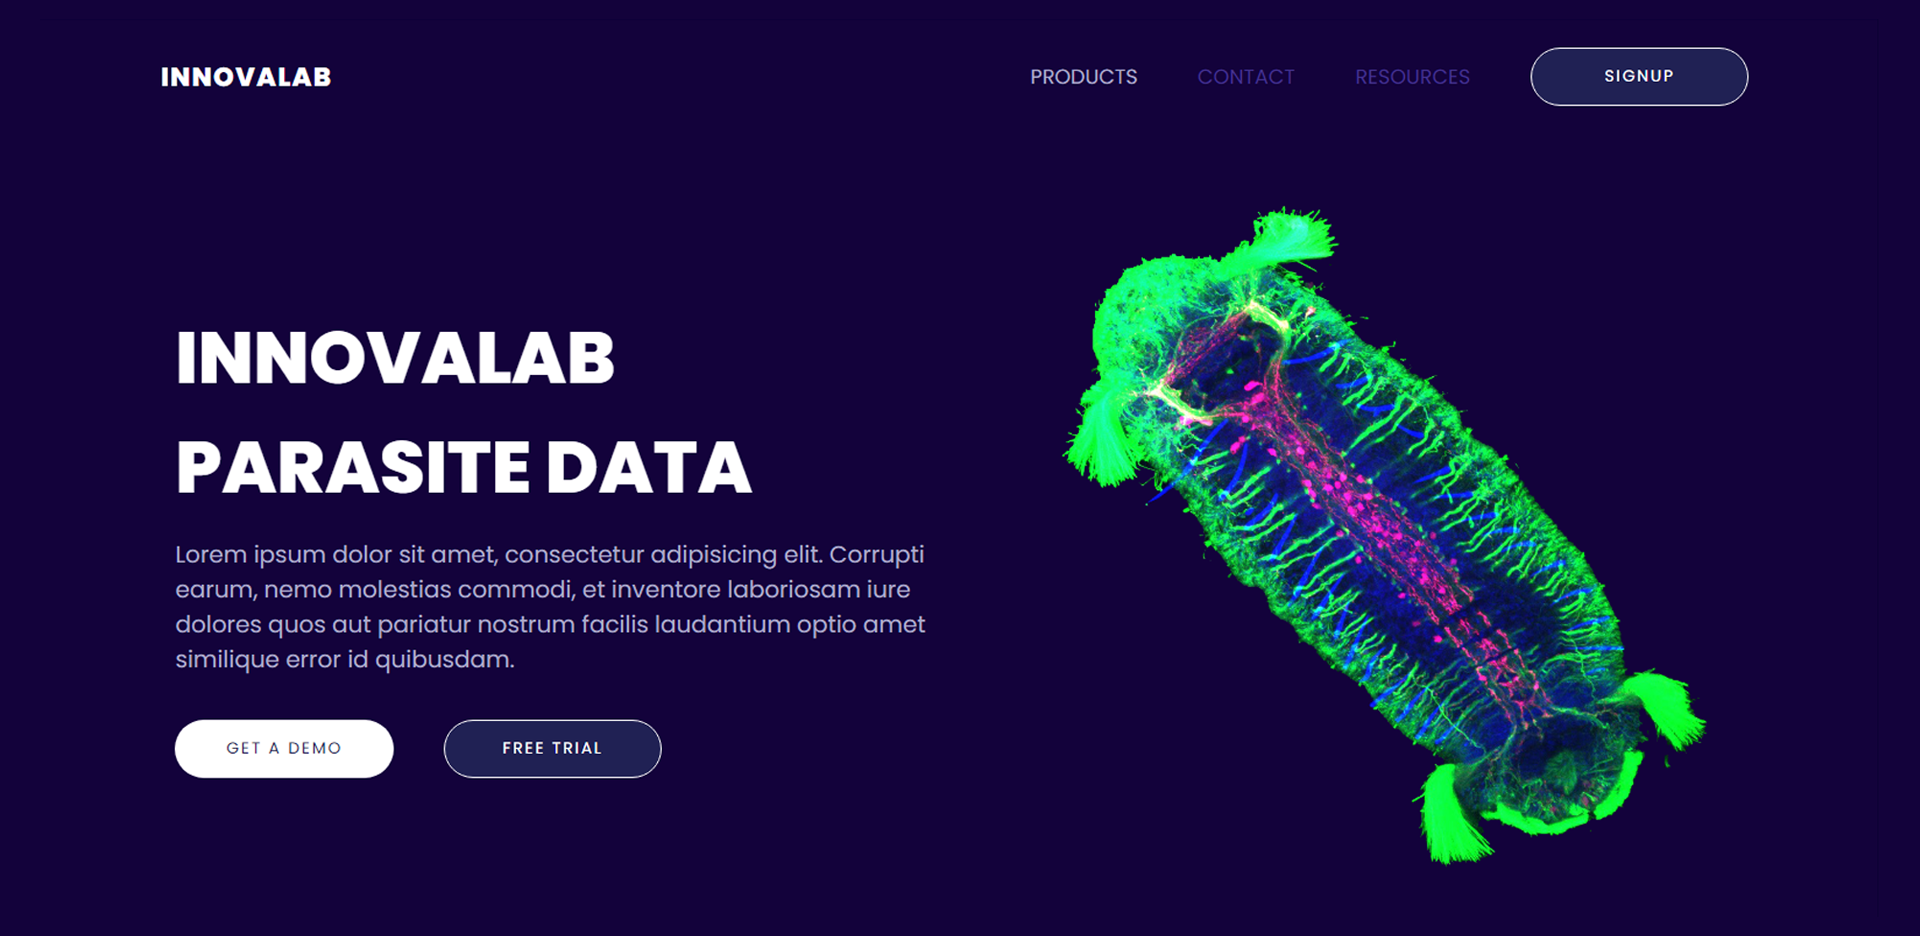 INNOVALAB
PRODUCTS
CONTACT
RESOURCES
SIGNUP
INNOVALAB
PARASITE DATA
Lorem ipsum dolor sit amet, consectetur adipisicing elit. Corrupti
earum, nemo molestias commodi, et inventore laboriosam iure
dolores quos aut pariatur nostrum facilis laudantium optio amet
similique error id quibusdam.
GET A DEMO
FREE TRIAL